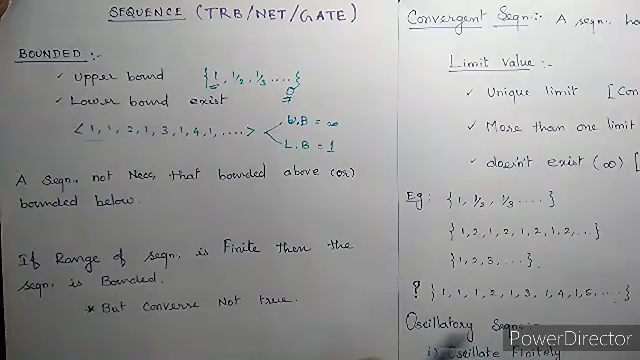 SEQUENCE (TRB/NET/GATE)
BOUNDED :-
✓ Upper bound {1, 1/2, 1/3 ....}
0
✓ Lower bound exist
U.B = ∞
< 1, 1, 2, 1, 3, 1, 4, 1, ....>
L.B = 1
A Seqn., not Necc, that bounded above (or)
bounded below.
If Range of seqn. is Finite then the
seqn. is Bounded.
* But Converse Not true.
Convergent Seqn:- A seqn., ha
Limit value :-
✓ Unique limit [Con
✓ More than one limit
✓ doesn't exist (∞) [
Eg: {1, 1/2, 1/3 ....}
{1, 2, 1, 2, 1, 2, 1, 2, ...}
{1, 2, 3, ....}
? {1, 1, 1, 2, 1, 3, 1, 4, 1, 5, ....}
Oscillatory Seqn:-
i) Oscillate Finitely
PowerDirector